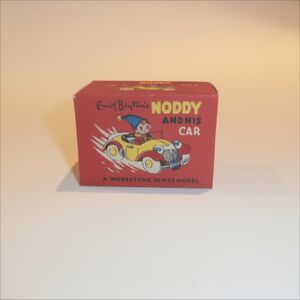 Enid Blyton's NODDY
AND HIS
CAR
A "MORESTONE" SERIES MODEL